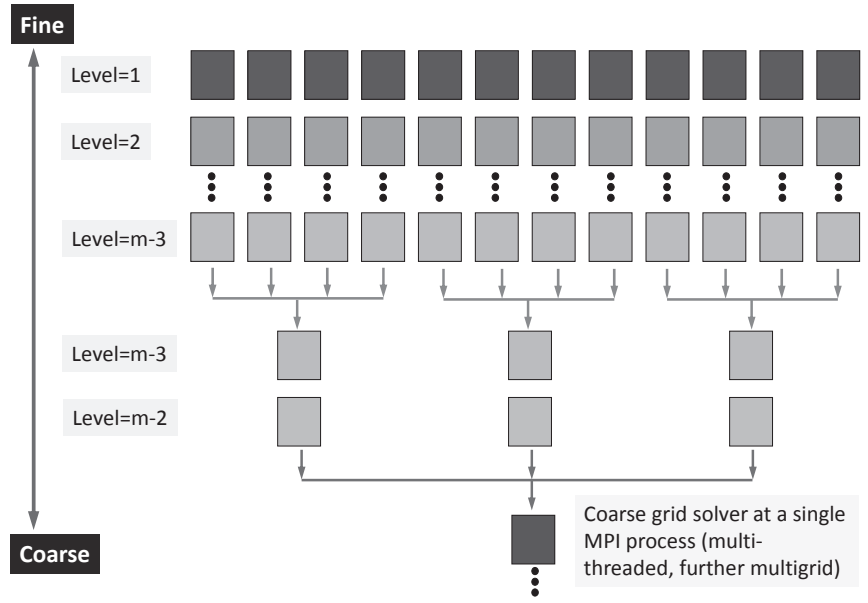 Fine
Level=1
Level=2
Level=m-3
Level=m-3
Level=m-2
Coarse grid solver at a single
MPI process (multi-
threaded, further multigrid)
Coarse